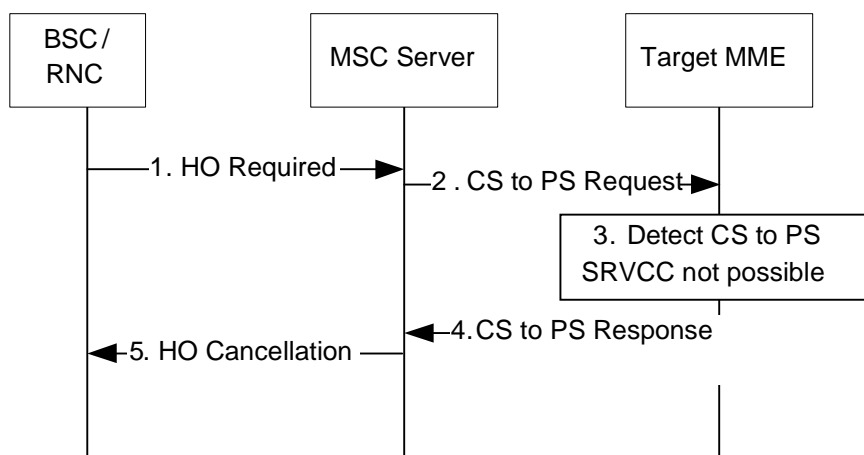 BSC/
RNC
MSC Server
Target MME
1. HO Required
2 . CS to PS Request
3. Detect CS to PS
SRVCC not possible
4.CS to PS Response
5. HO Cancellation